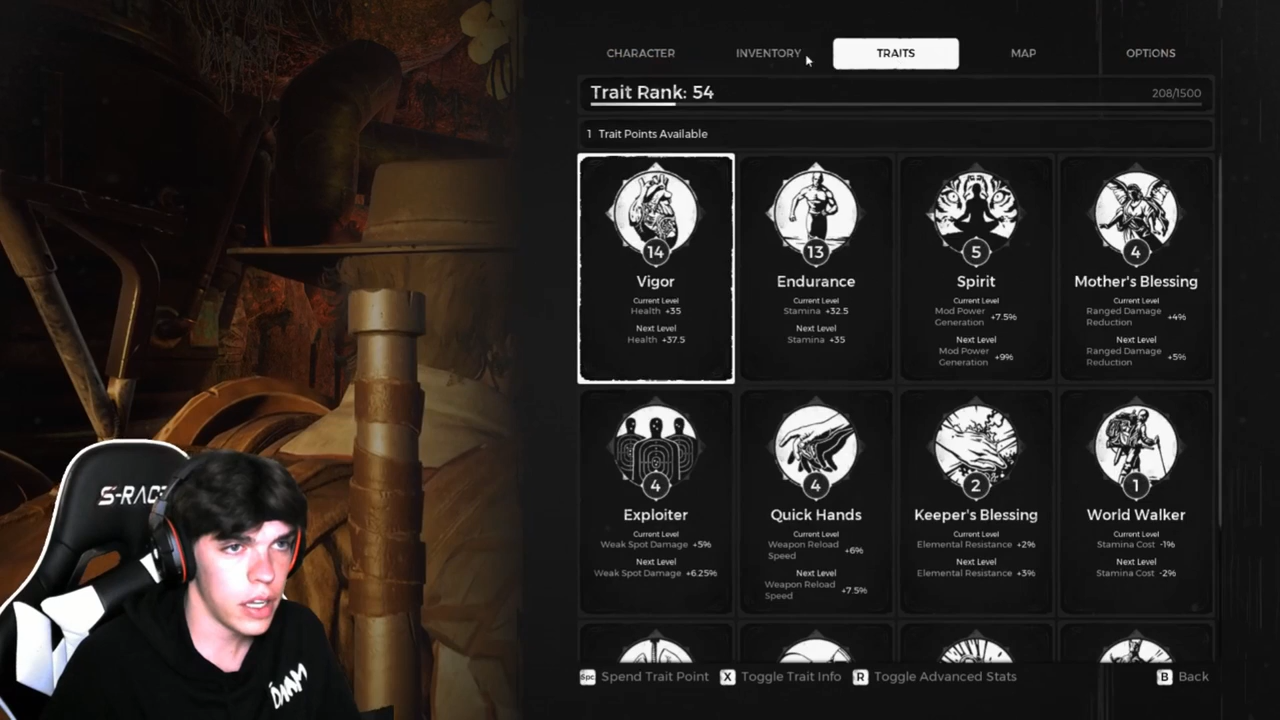 CHARACTER
INVENTORY
TRAITS
MAP
OPTIONS
Trait Rank: 54
208/1500
1 Trait Points Available
14
Vigor
Current Level
Health +35
Next Level
Health +37.5
13
Endurance
Current Level
Stamina +32.5
Next Level
Stamina +35
5
Spirit
Current Level
Mod Power
Generation +7.5%
Next Level
Mod Power
Generation +9%
4
Mother's Blessing
Current Level
Ranged Damage
Reduction +4%
Next Level
Ranged Damage
Reduction +5%
4
Exploiter
Current Level
Weak Spot Damage +5%
Next Level
Weak Spot Damage +6.25%
4
Quick Hands
Current Level
Weapon Reload
Speed +6%
Next Level
Weapon Reload
Speed +7.5%
2
Keeper's Blessing
Current Level
Elemental Resistance +2%
Next Level
Elemental Resistance +3%
1
World Walker
Current Level
Stamina Cost -1%
Next Level
Stamina Cost -2%
Spc Spend Trait Point
X Toggle Trait Info
R Toggle Advanced Stats
B Back
S-RAC